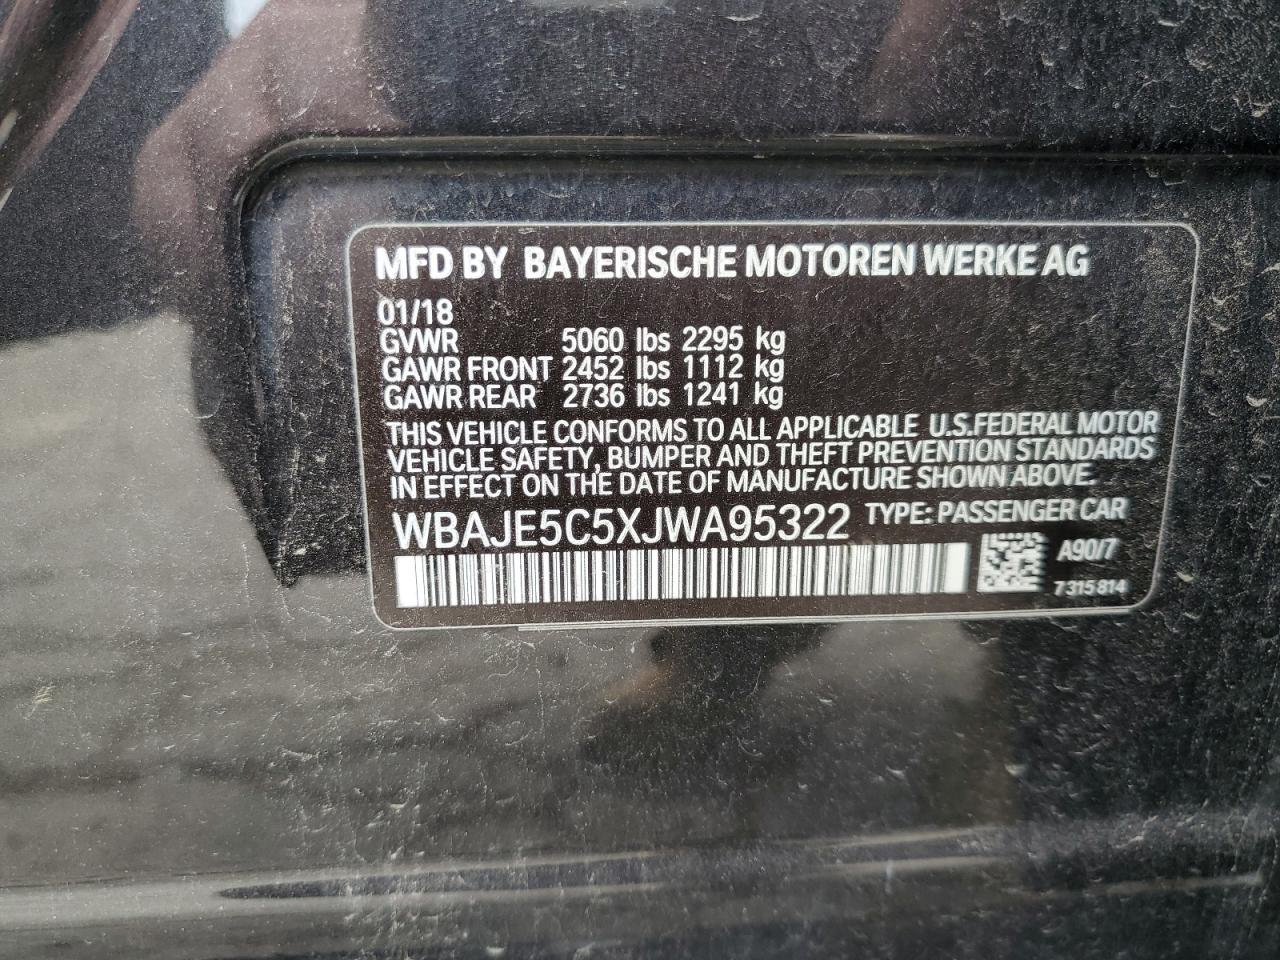 MFD BY BAYERISCHE MOTOREN WERKE AG
01/18
GVWR 5060 lbs 2295 kg
GAWR FRONT 2452 lbs 1112 kg
GAWR REAR 2736 lbs 1241 kg
THIS VEHICLE CONFORMS TO ALL APPLICABLE U.S.FEDERAL MOTOR
VEHICLE SAFETY, BUMPER AND THEFT PREVENTION STANDARDS
IN EFFECT ON THE DATE OF MANUFACTURE SHOWN ABOVE.
WBAJE5C5XJWA95322 TYPE: PASSENGER CAR
A90/7
7 315 814